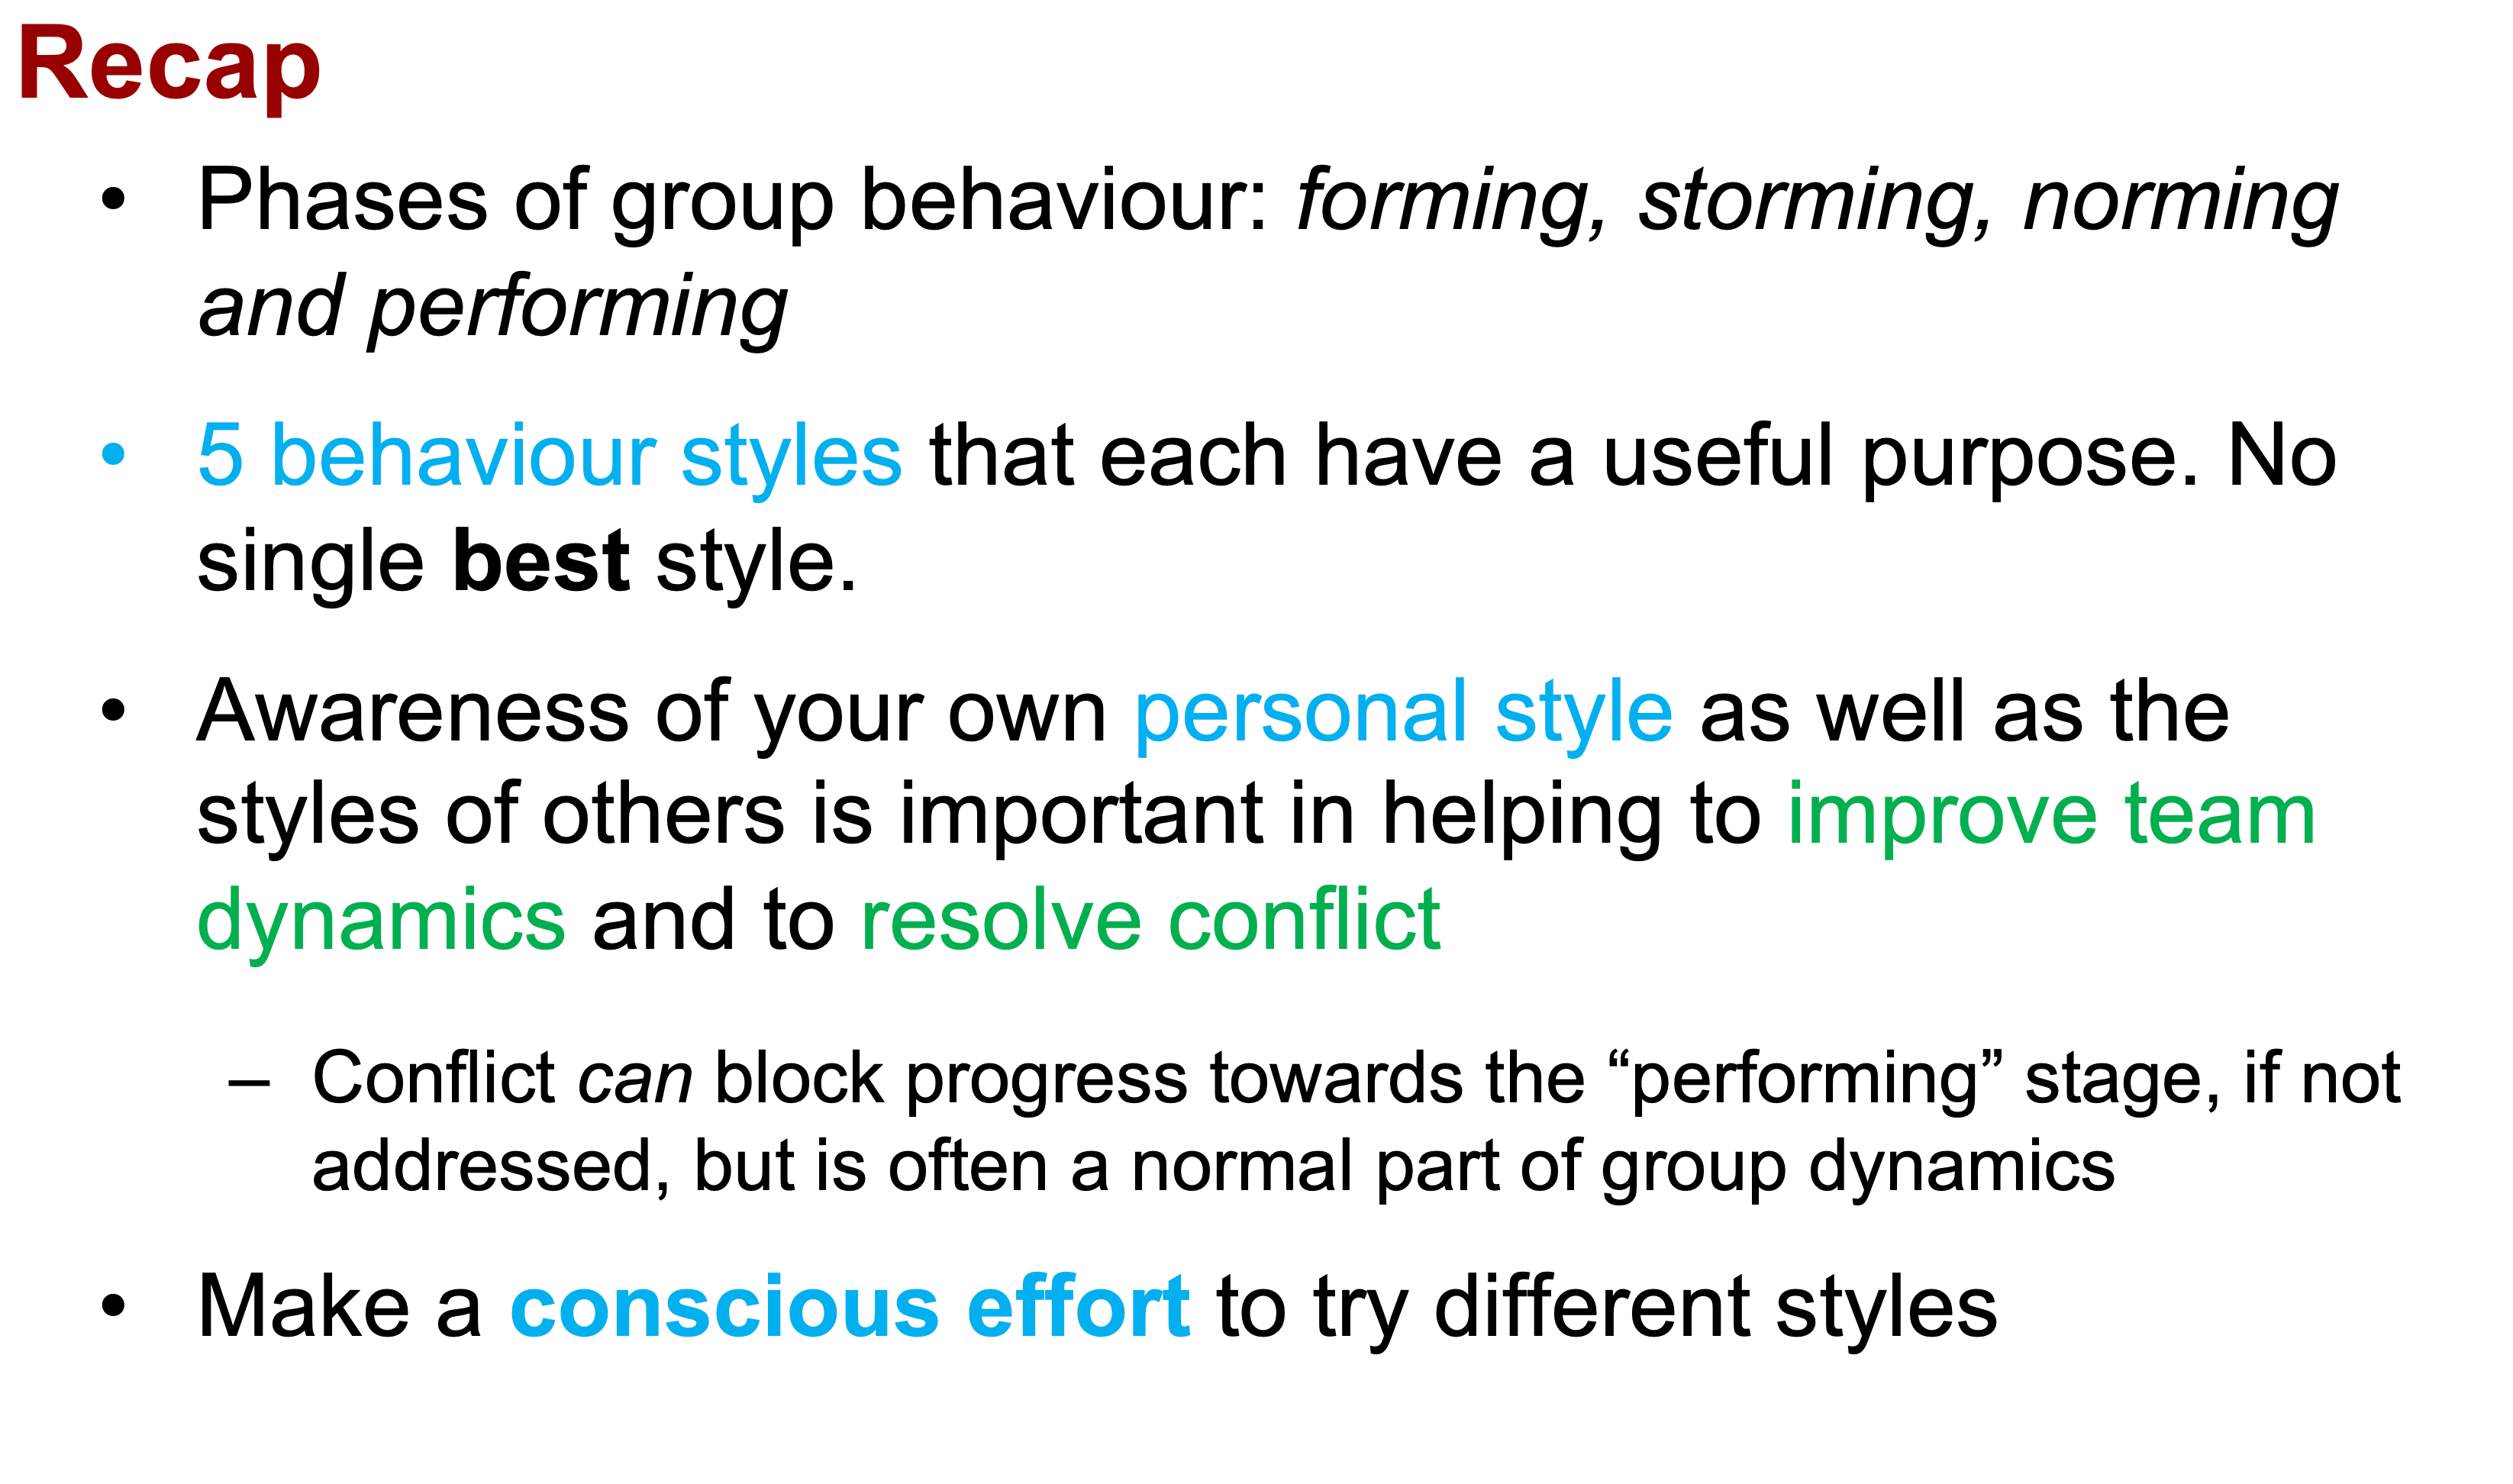 Recap
• Phases of group behaviour: forming, storming, norming
and performing
• 5 behaviour styles that each have a useful purpose. No
single best style.
• Awareness of your own personal style as well as the
styles of others is important in helping to improve team
dynamics and to resolve conflict
– Conflict can block progress towards the “performing” stage, if not
addressed, but is often a normal part of group dynamics
• Make a conscious effort to try different styles